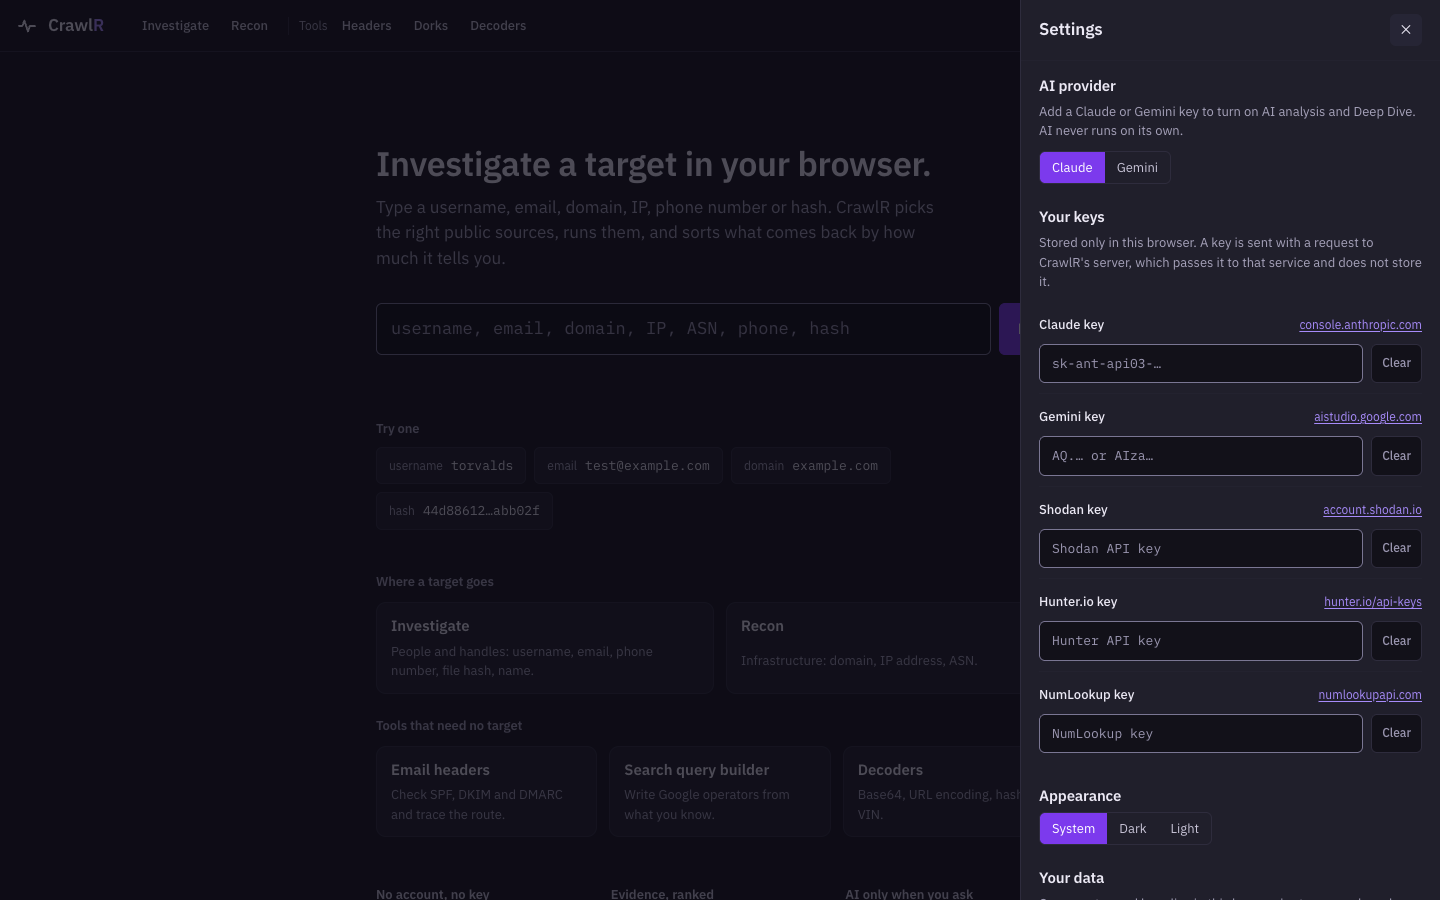 CrawlR
Investigate
Recon
Tools
Headers
Dorks
Decoders
Investigate a target in your browser.
Type a username, email, domain, IP, phone number or hash. CrawlR picks
the right public sources, runs them, and sorts what comes back by how
much it tells you.
username, email, domain, IP, ASN, phone, hash
Try one
username torvalds
email test@example.com
domain example.com
hash 44d88612…abb02f
Where a target goes
Investigate
People and handles: username, email, phone
number, file hash, name.
Recon
Infrastructure: domain, IP address, ASN.
Tools that need no target
Email headers
Check SPF, DKIM and DMARC
and trace the route.
Search query builder
Write Google operators from
what you know.
Decoders
Base64, URL encoding, hash
VIN.
No account, no key
Evidence, ranked
AI only when you ask
Settings
AI provider
Add a Claude or Gemini key to turn on AI analysis and Deep Dive.
AI never runs on its own.
Claude
Gemini
Your keys
Stored only in this browser. A key is sent with a request to
CrawlR's server, which passes it to that service and does not store
it.
Claude key
console.anthropic.com
sk-ant-api03-…
Clear
Gemini key
aistudio.google.com
AQ.… or AIza…
Clear
Shodan key
account.shodan.io
Shodan API key
Clear
Hunter.io key
hunter.io/api-keys
Hunter API key
Clear
NumLookup key
numlookupapi.com
NumLookup key
Clear
Appearance
System
Dark
Light
Your data